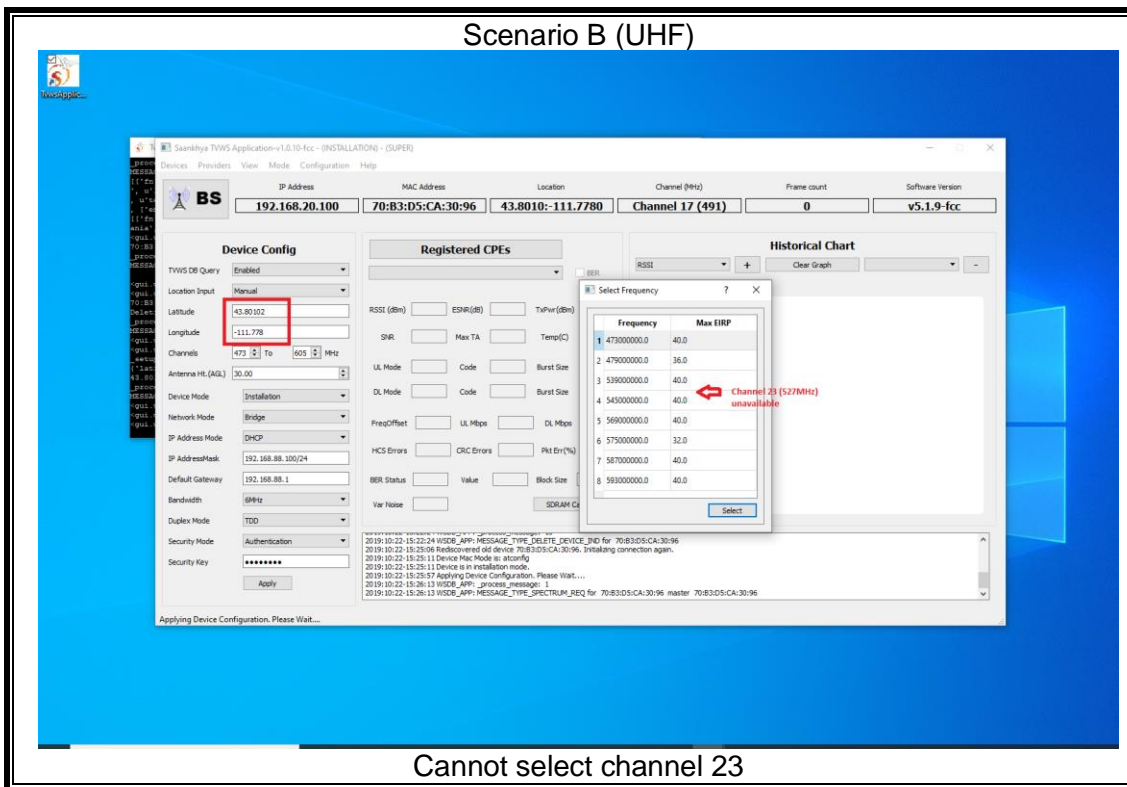 Scenario B (UHF)
TvwsApplic...
Saankhya TVWS Application-v1.0.10-fcc - (INSTALLATION) - (SUPER)
Devices Providers View Mode Configuration Help
BS
IP Address MAC Address Location Channel (MHz) Frame count Software Version
192.168.20.100 70:B3:D5:CA:30:96 43.8010:-111.7780 Channel 17 (491) 0 v5.1.9-fcc
Device Config
TVWS DB Query Enabled
Location Input Manual
Latitude 43.80102
Longitude -111.778
Channels 473 To 605 MHz
Antenna Ht.(AGL) 30.00
Device Mode Installation
Network Mode Bridge
IP Address Mode DHCP
IP AddressMask 192.168.88.100/24
Default Gateway 192.168.88.1
Bandwidth 6MHz
Duplex Mode TDD
Security Mode Authentication
Security Key ••••••••
Apply
Registered CPEs
BER
RSSI (dBm) ESNR(dB) TxPwr(dBm)
SNR Max TA Temp(C)
UL Mode Code Burst Size
DL Mode Code Burst Size
FreqOffset UL Mbps DL Mbps
HCS Errors CRC Errors Pkt Err(%)
BER Status Value Block Size
Var Noise SDRAM Ca
Historical Chart
RSSI + Clear Graph -
Select Frequency ? ×
Frequency Max EIRP
1 473000000.0 40.0
2 479000000.0 36.0
3 539000000.0 40.0
4 545000000.0 40.0
5 569000000.0 40.0
6 575000000.0 32.0
7 587000000.0 40.0
8 593000000.0 40.0
Select
Channel 23 (527MHz)
unavailable
2019:10:22-15:22:24 WSDB_APP: MESSAGE_TYPE_DELETE_DEVICE_IND for 70:B3:D5:CA:30:96
2019:10:22-15:25:06 Rediscovered old device 70:B3:D5:CA:30:96. Initialzing connection again.
2019:10:22-15:25:11 Device Mac Mode is: atconfig
2019:10:22-15:25:11 Device is in installation mode.
2019:10:22-15:25:57 Applying Device Configuration. Please Wait....
2019:10:22-15:26:13 WSDB_APP: _process_message: 1
2019:10:22-15:26:13 WSDB_APP: MESSAGE_TYPE_SPECTRUM_REQ for 70:B3:D5:CA:30:96 master 70:B3:D5:CA:30:96
Applying Device Configuration. Please Wait....
Cannot select channel 23